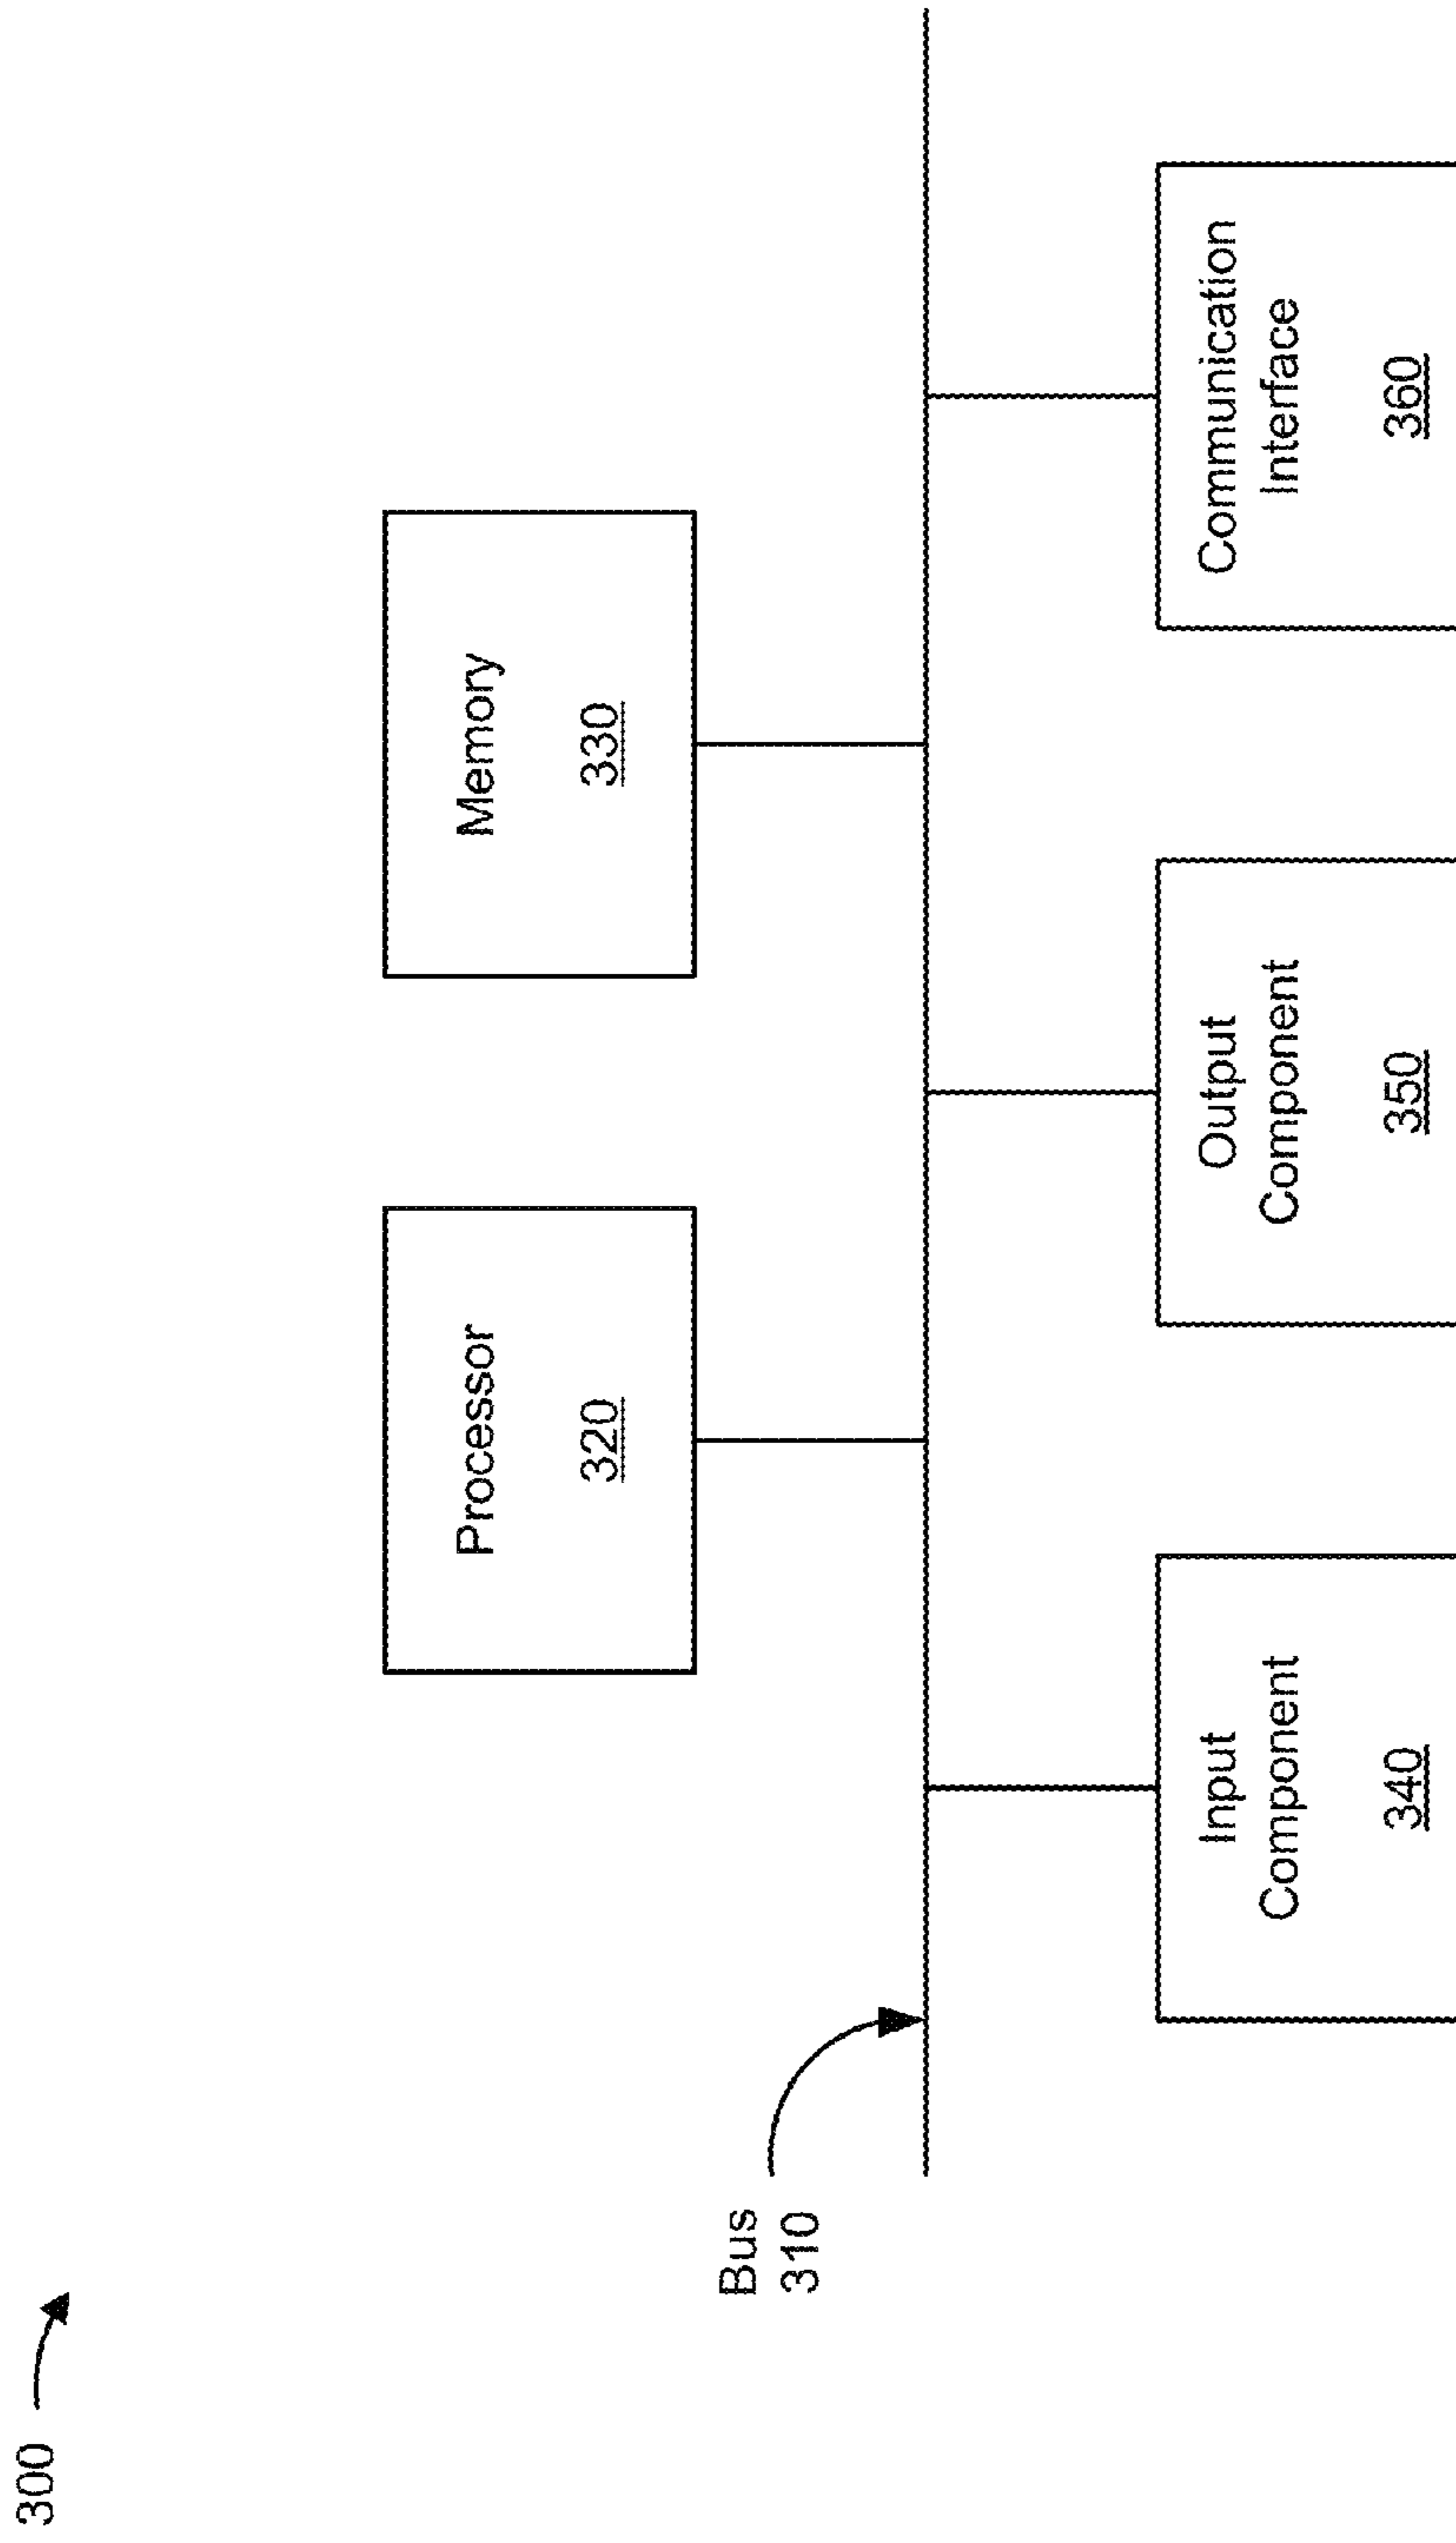 300
Bus
310
Processor
320
Memory
330
Input
Component
340
Output
Component
350
Communication
Interface
360